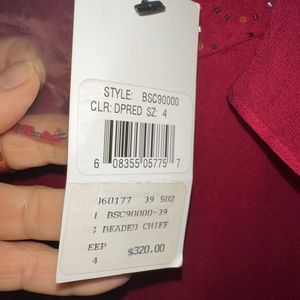 STYLE: BSC90000
CLR: DPRED SZ: 4
6 08355 05775 7
060177 39 502
BSC90000-39
BEADED CHIFF
EEP
4 $320.00